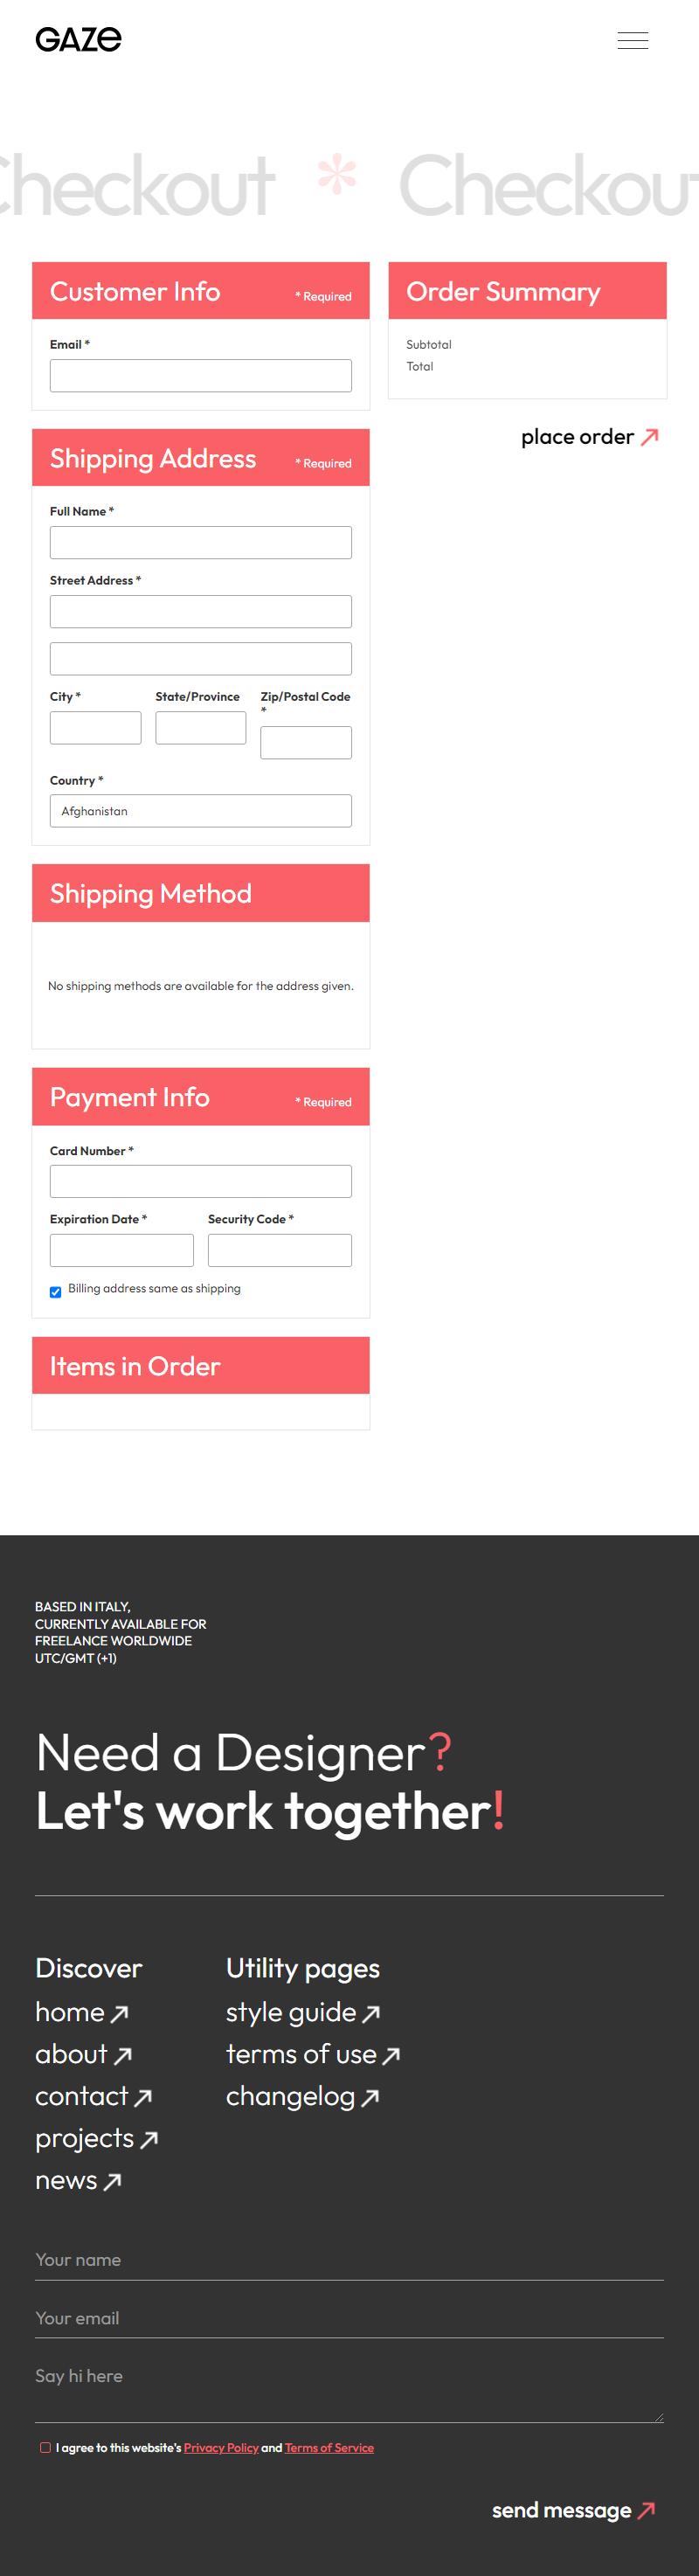 GAZE
Checkout * Checkout
Customer Info
* Required
Email *
Order Summary
Subtotal
Total
place order
Shipping Address
* Required
Full Name *
Street Address *
City *
State/Province
Zip/Postal Code
*
Country *
Afghanistan
Shipping Method
No shipping methods are available for the address given.
Payment Info
* Required
Card Number *
Expiration Date *
Security Code *
Billing address same as shipping
Items in Order
BASED IN ITALY,
CURRENTLY AVAILABLE FOR
FREELANCE WORLDWIDE
UTC/GMT (+1)
Need a Designer?
Let's work together!
Discover
home
about
contact
projects
news
Utility pages
style guide
terms of use
changelog
Your name
Your email
Say hi here
I agree to this website's Privacy Policy and Terms of Service
send message